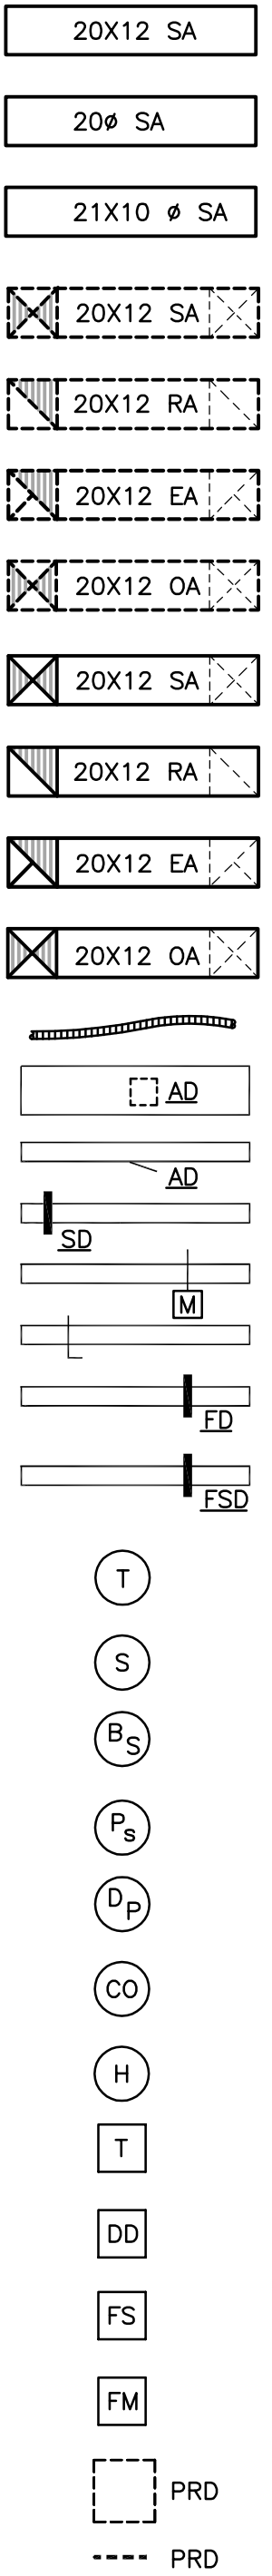 20X12 SA
20ø SA
21X10 ø SA
20X12 SA
20X12 RA
20X12 EA
20X12 OA
20X12 SA
20X12 RA
20X12 EA
20X12 OA
AD
AD
SD
M
FD
FSD
T
S
BS
Ps
DP
CO
H
T
DD
FS
FM
PRD
PRD